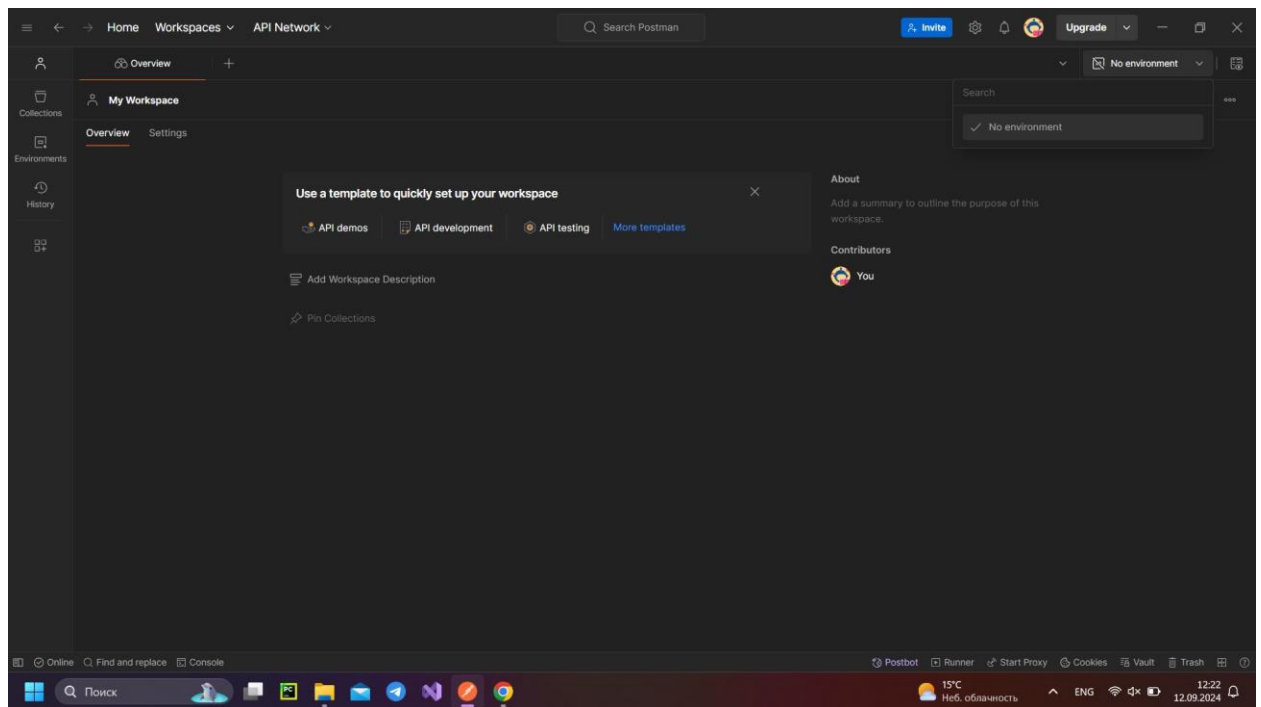 Home Workspaces API Network Search Postman Invite Upgrade
Overview No environment
Search
No environment
Collections
Environments
History
My Workspace
Overview Settings
Use a template to quickly set up your workspace
API demos API development API testing More templates
Add Workspace Description
Pin Collections
About
Add a summary to outline the purpose of this
workspace.
Contributors
You
Online Find and replace Console Postbot Runner Start Proxy Cookies Vault Trash
Поиск
PC
15°C
Неб. облачность
ENG
12:22
12.09.2024